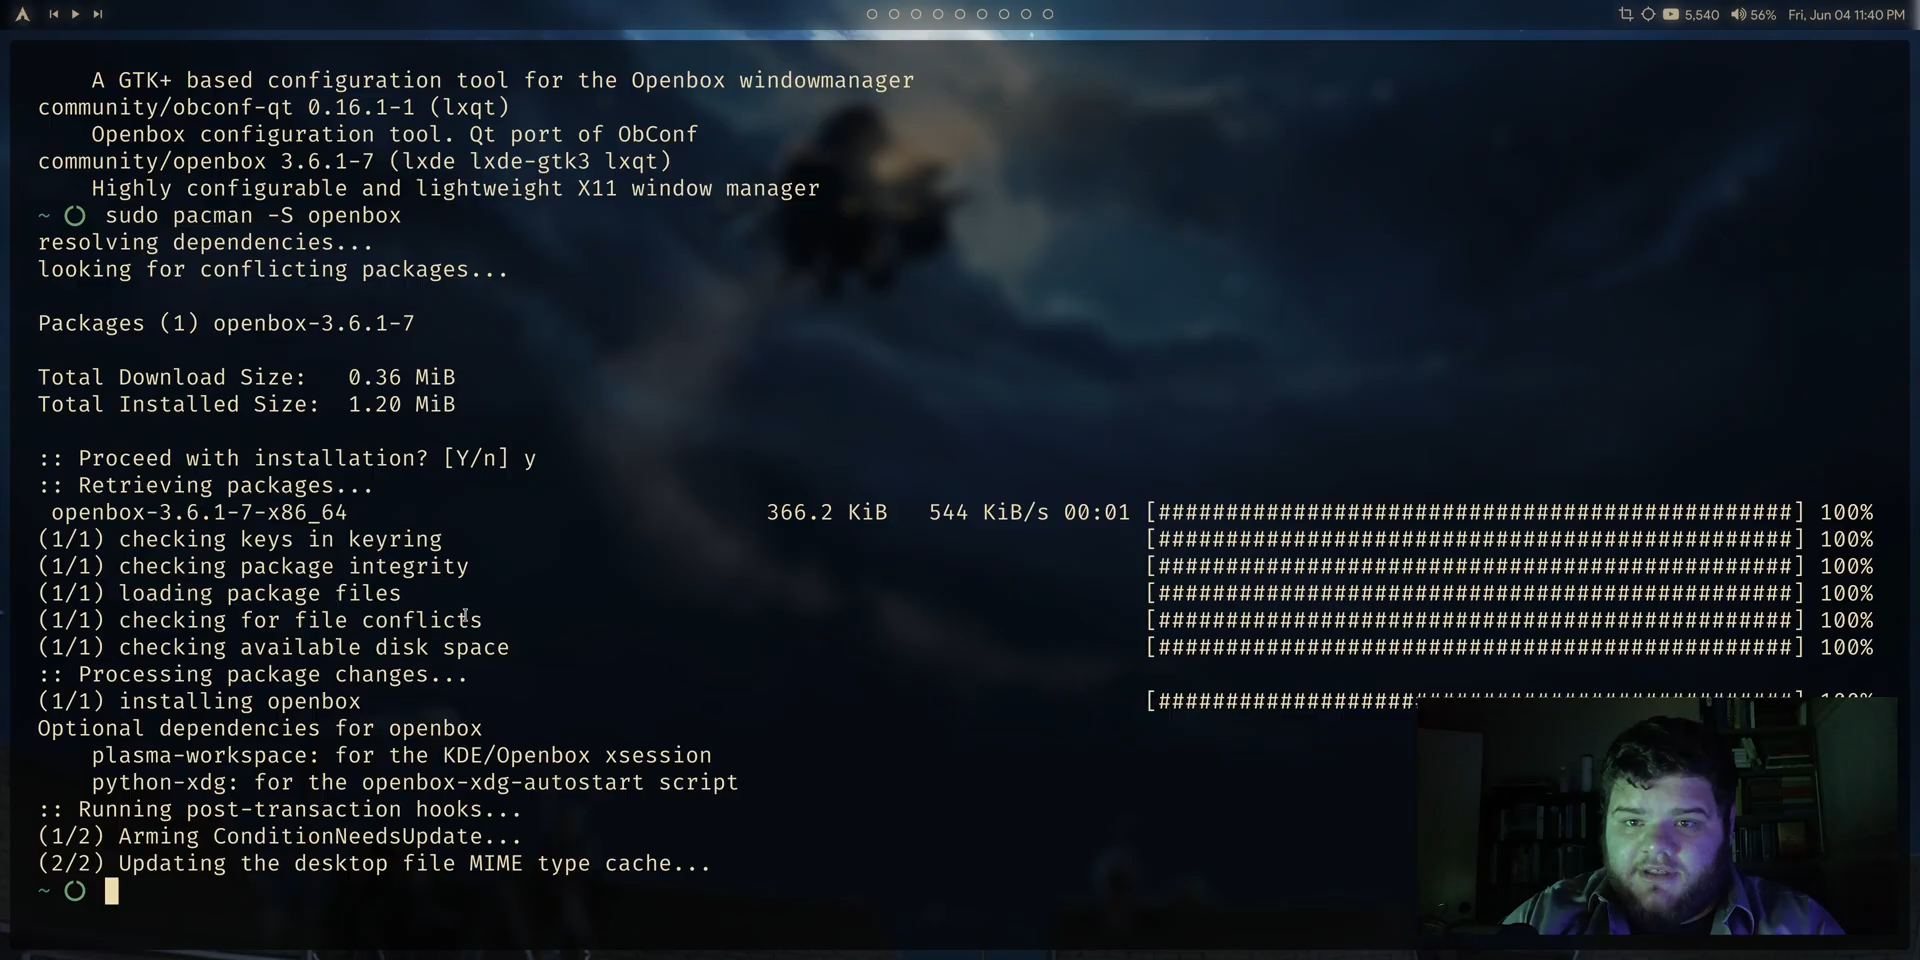 5,540 56% Fri, Jun 04 11:40 PM
A GTK+ based configuration tool for the Openbox windowmanager
community/obconf-qt 0.16.1-1 (lxqt)
Openbox configuration tool. Qt port of ObConf
community/openbox 3.6.1-7 (lxde lxde-gtk3 lxqt)
Highly configurable and lightweight X11 window manager
~ sudo pacman -S openbox
resolving dependencies...
looking for conflicting packages...
Packages (1) openbox-3.6.1-7
Total Download Size: 0.36 MiB
Total Installed Size: 1.20 MiB
:: Proceed with installation? [Y/n] y
:: Retrieving packages...
openbox-3.6.1-7-x86_64 366.2 KiB 544 KiB/s 00:01 [###############################################] 100%
(1/1) checking keys in keyring [###############################################] 100%
(1/1) checking package integrity [###############################################] 100%
(1/1) loading package files [###############################################] 100%
(1/1) checking for file conflicts [###############################################] 100%
(1/1) checking available disk space [###############################################] 100%
:: Processing package changes...
(1/1) installing openbox [###############################################] 100%
Optional dependencies for openbox
plasma-workspace: for the KDE/Openbox xsession
python-xdg: for the openbox-xdg-autostart script
:: Running post-transaction hooks...
(1/2) Arming ConditionNeedsUpdate...
(2/2) Updating the desktop file MIME type cache...
~